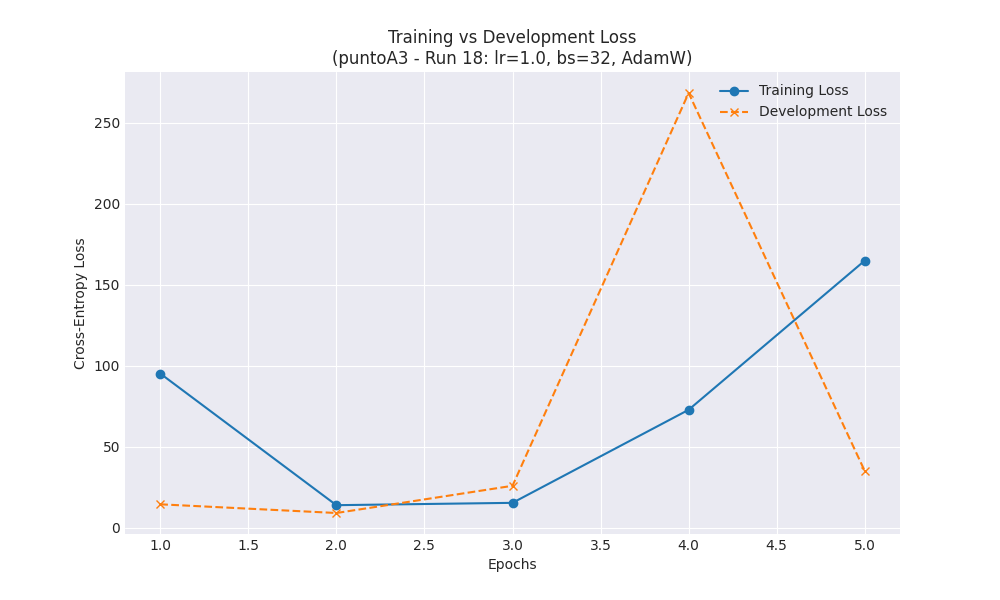 Training vs Development Loss
(puntoA3 - Run 18: lr=1.0, bs=32, AdamW)
Training Loss
Development Loss
Cross-Entropy Loss
250
200
150
100
50
0
1.0 1.5 2.0 2.5 3.0 3.5 4.0 4.5 5.0
Epochs